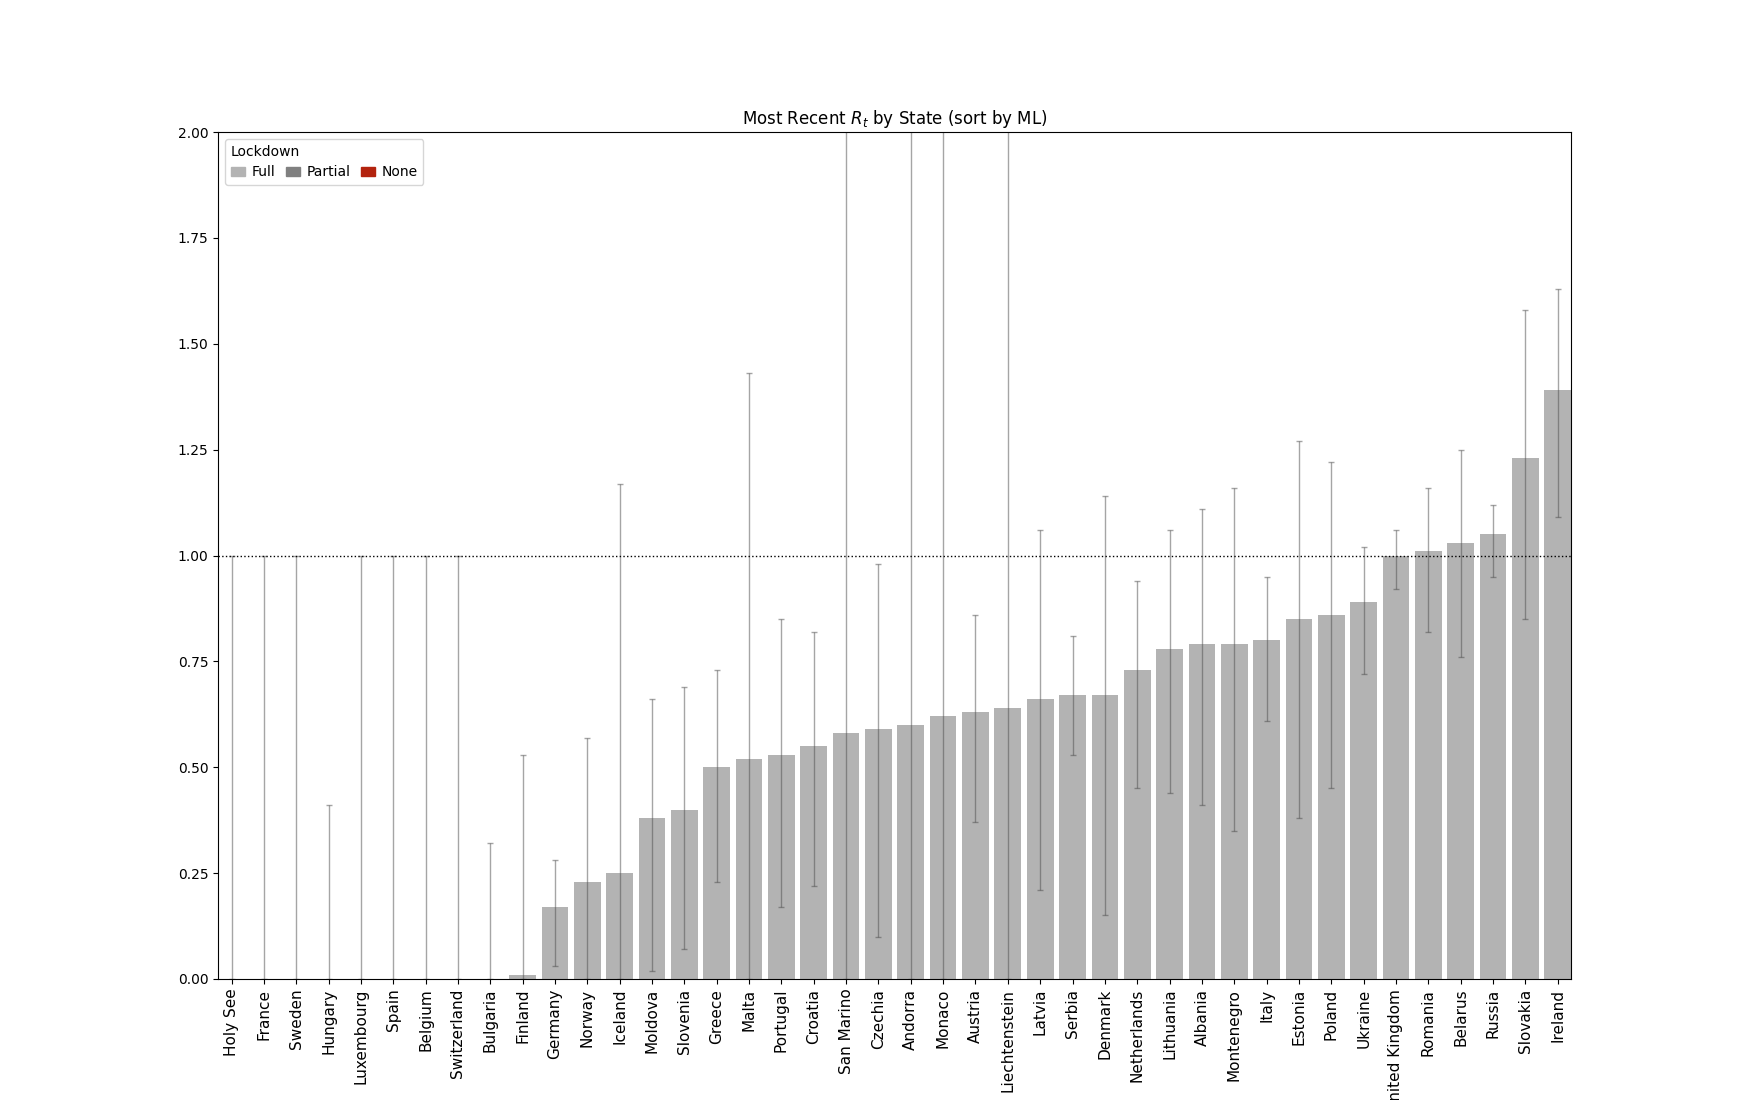 Most Recent R_t by State (sort by ML)
2.00
Lockdown
Full Partial None
1.75
1.50
1.25
1.00
0.75
0.50
0.25
0.00
Holy See
France
Sweden
Hungary
Luxembourg
Spain
Belgium
Switzerland
Bulgaria
Finland
Germany
Norway
Iceland
Moldova
Slovenia
Greece
Malta
Portugal
Croatia
San Marino
Czechia
Andorra
Monaco
Austria
Liechtenstein
Latvia
Serbia
Denmark
Netherlands
Lithuania
Albania
Montenegro
Italy
Estonia
Poland
Ukraine
nited Kingdom
Romania
Belarus
Russia
Slovakia
Ireland